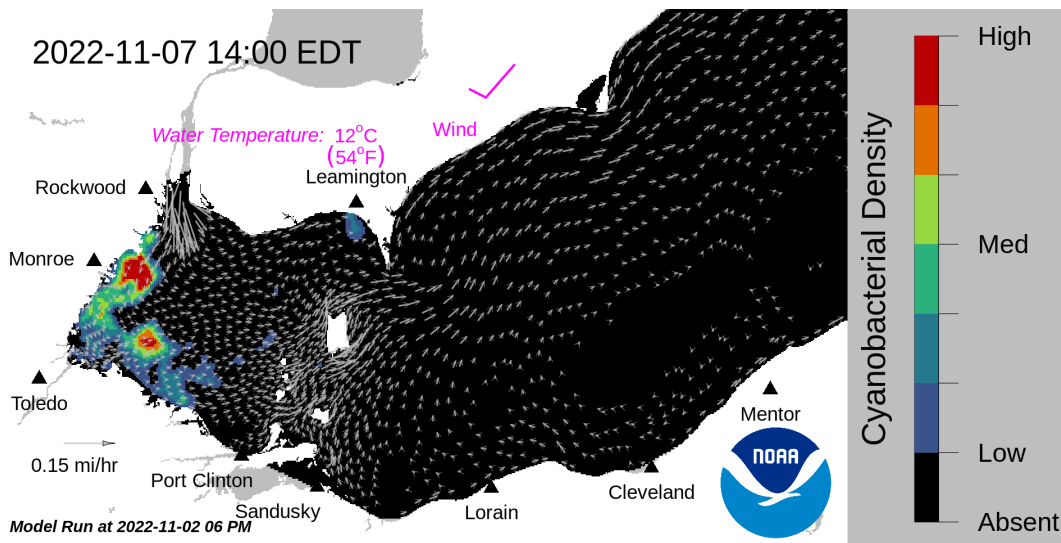 2022-11-07 14:00 EDT
High
Wind
Water Temperature: 12°C
(54°F)
Leamington
Rockwood
Cyanobacterial Density
Med
Monroe
Toledo
Mentor
NOAA
0.15 mi/hr
Low
Port Clinton
Cleveland
Sandusky
Lorain
Model Run at 2022-11-02 06 PM
Absent